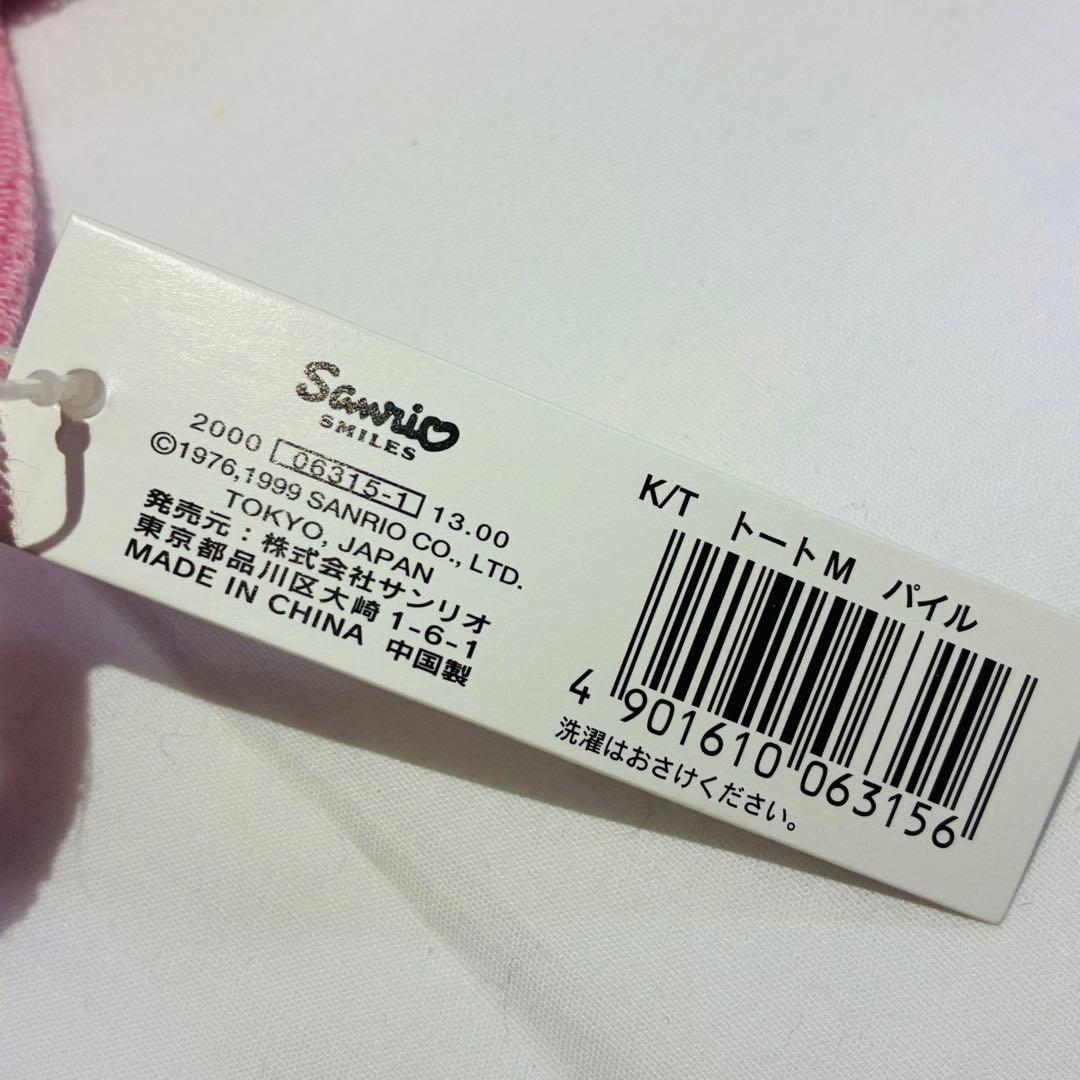 Sanrio
SMILES
2000 06315-1 13.00
©1976,1999 SANRIO CO., LTD.
TOKYO, JAPAN
発売元：株式会社サンリオ
東京都品川区大崎1-6-1
MADE IN CHINA 中国製
K/T トートM パイル
4 901610 063156
洗濯はおさけください。